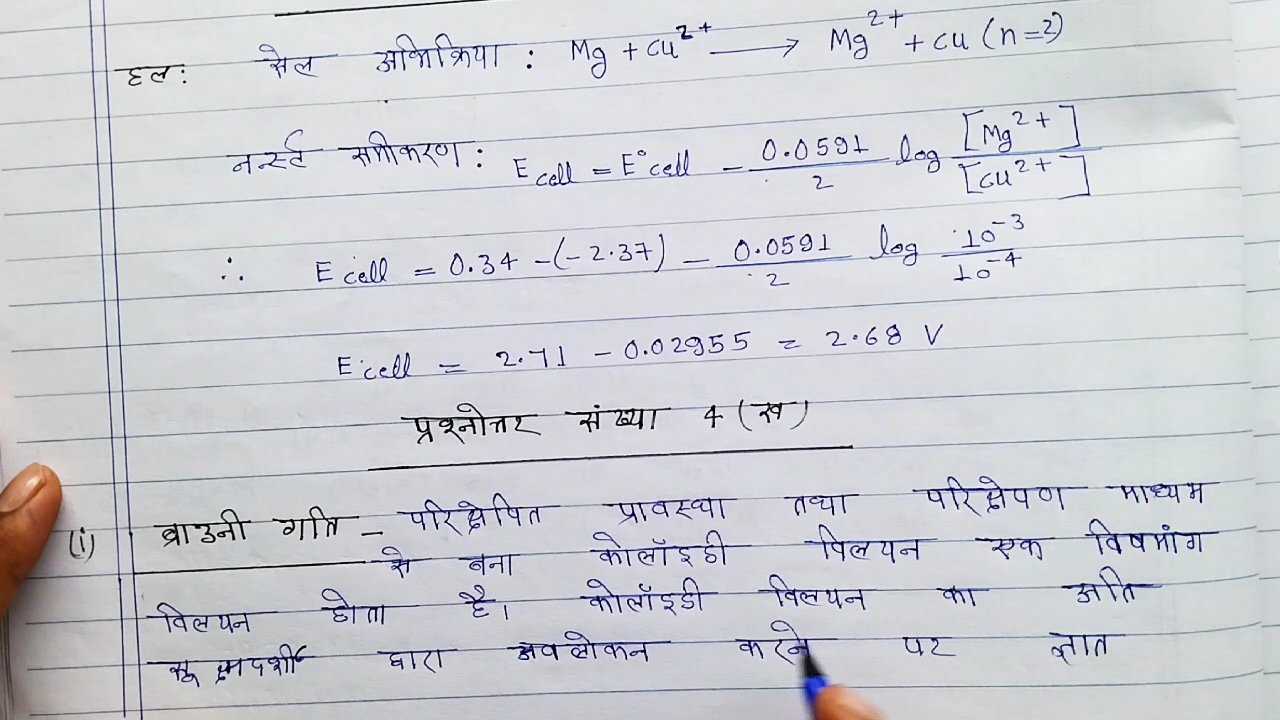 हल: सेल अभिक्रिया : Mg + Cu²⁺ ⟶ Mg²⁺ + Cu (n=2)
नर्न्स्ट समीकरण : E cell = E° cell – 0.0591/2 log [Mg²⁺]/[Cu²⁺]
∴ E cell = 0.34 – (–2.37) – 0.0591/2 log 10⁻³/10⁻⁴
E cell = 2.71 – 0.02955 = 2.68 V
प्रश्नोत्तर संख्या 4 (ख)
(i) ब्राउनी गति – परिक्षेपित प्रावस्था तथा परिक्षेपण माध्यम
से बना कोलॉइडी विलयन एक विषमांग
विलयन होता है। कोलॉइडी विलयन का अति
सूक्ष्मदर्शी द्वारा अवलोकन करने पर ज्ञात